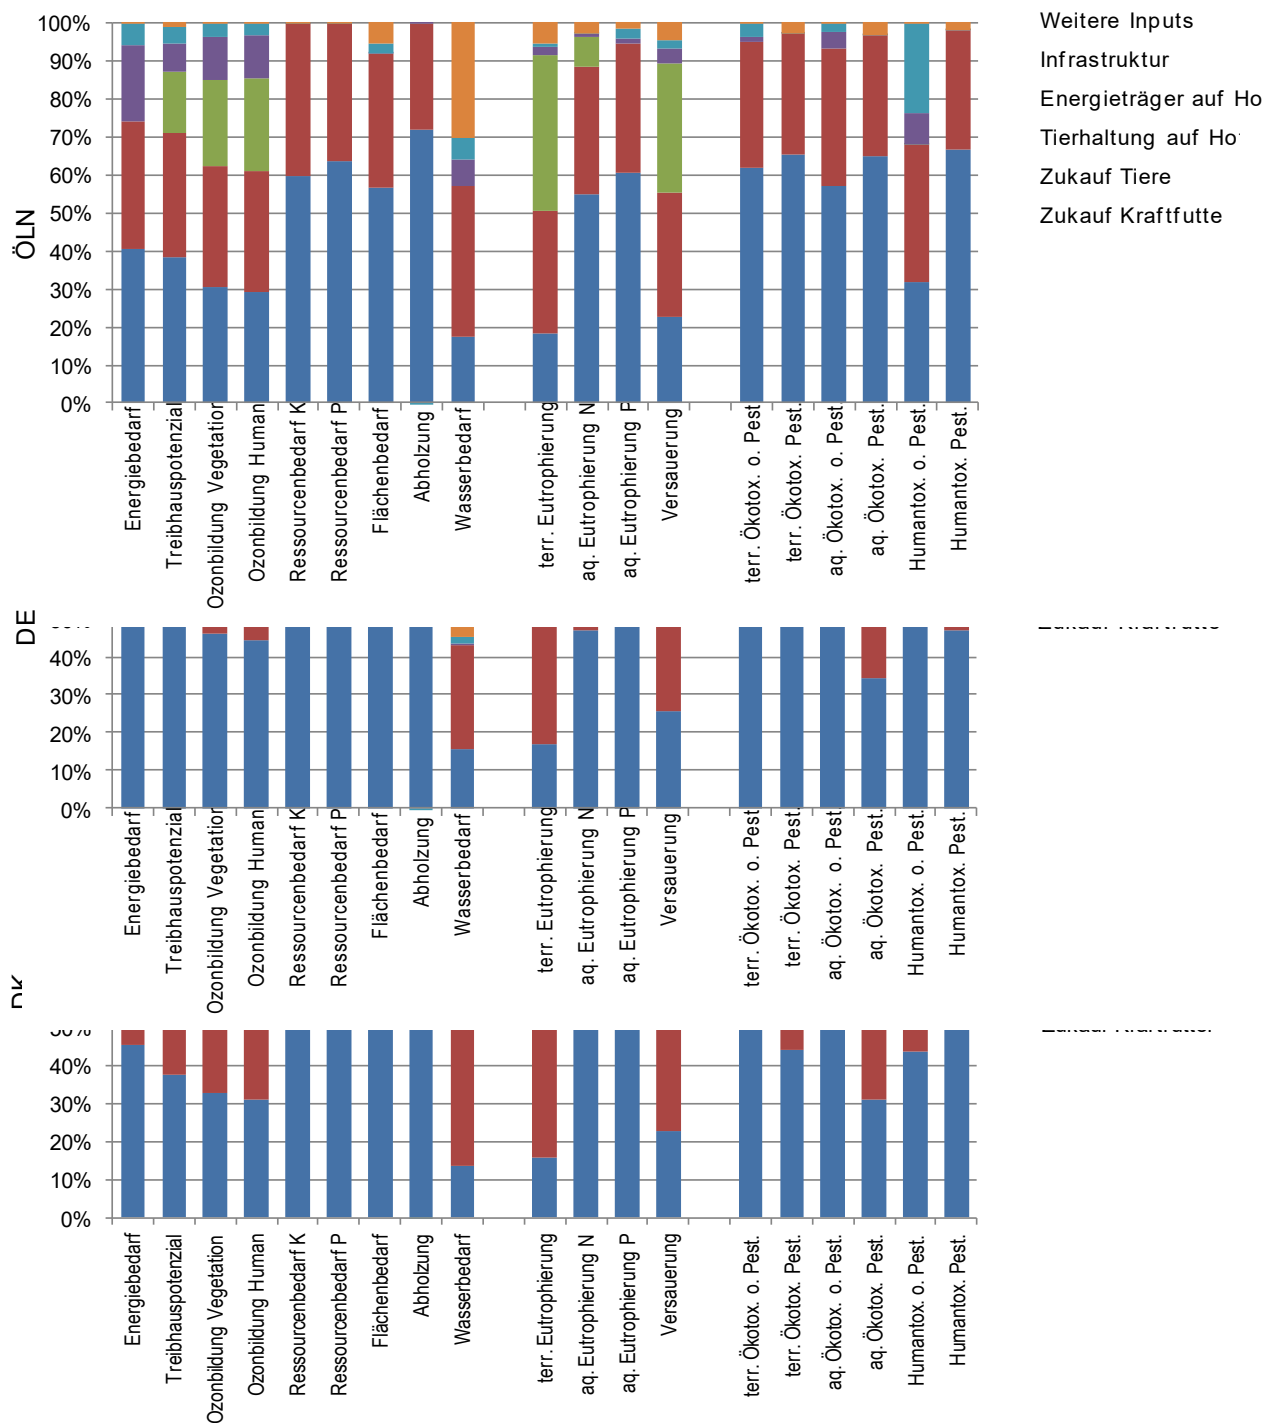 100%
90%
80%
70%
60%
50%
40%
30%
20%
10%
0%
ÖLN
Energiebedarf
Treibhauspotenzial
Ozonbildung Vegetation
Ozonbildung Human
Ressourcenbedarf K
Ressourcenbedarf P
Flächenbedarf
Abholzung
Wasserbedarf
terr. Eutrophierung
aq. Eutrophierung N
aq. Eutrophierung P
Versauerung
terr. Ökotox. o. Pest
terr. Ökotox. Pest.
aq. Ökotox. o. Pest
aq. Ökotox. Pest.
Humantox. o. Pest.
Humantox. Pest.
Weitere Inputs
Infrastruktur
Energieträger auf Ho
Tierhaltung auf Ho
Zukauf Tiere
Zukauf Kraftfutte
DE
40%
30%
20%
10%
0%
Energiebedarf
Treibhauspotenzial
Ozonbildung Vegetation
Ozonbildung Human
Ressourcenbedarf K
Ressourcenbedarf P
Flächenbedarf
Abholzung
Wasserbedarf
terr. Eutrophierung
aq. Eutrophierung N
aq. Eutrophierung P
Versauerung
terr. Ökotox. o. Pest
terr. Ökotox. Pest.
aq. Ökotox. o. Pest
aq. Ökotox. Pest.
Humantox. o. Pest.
Humantox. Pest.
DK
50%
40%
30%
20%
10%
0%
Energiebedarf
Treibhauspotenzial
Ozonbildung Vegetation
Ozonbildung Human
Ressourcenbedarf K
Ressourcenbedarf P
Flächenbedarf
Abholzung
Wasserbedarf
terr. Eutrophierung
aq. Eutrophierung N
aq. Eutrophierung P
Versauerung
terr. Ökotox. o. Pest.
terr. Ökotox. Pest.
aq. Ökotox. o. Pest.
aq. Ökotox. Pest.
Humantox. o. Pest.
Humantox. Pest.